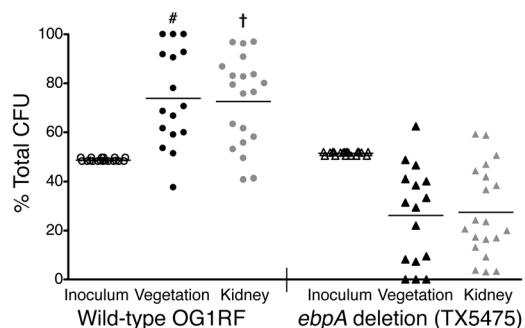 # †
100
80
60
40
20
0
% Total CFU
Inoculum Vegetation Kidney Inoculum Vegetation Kidney
Wild-type OG1RF ebpA deletion (TX5475)